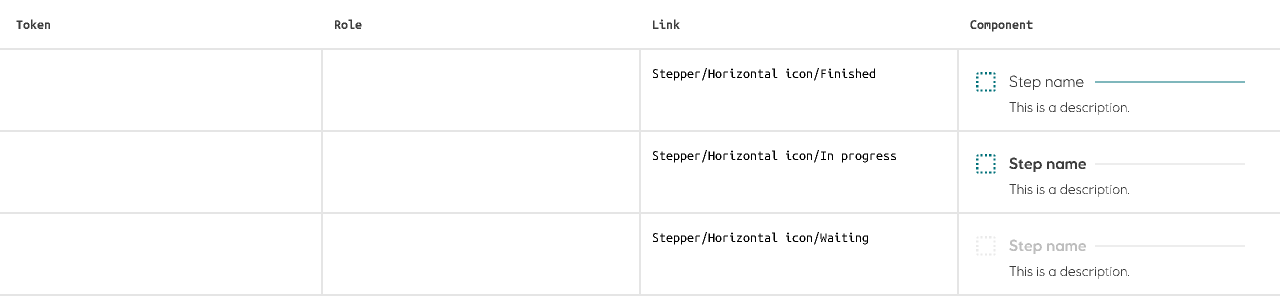 Token Role Link Component
Stepper/Horizontal icon/Finished
Step name
This is a description.
Stepper/Horizontal icon/In progress
Step name
This is a description.
Stepper/Horizontal icon/Waiting
Step name
This is a description.